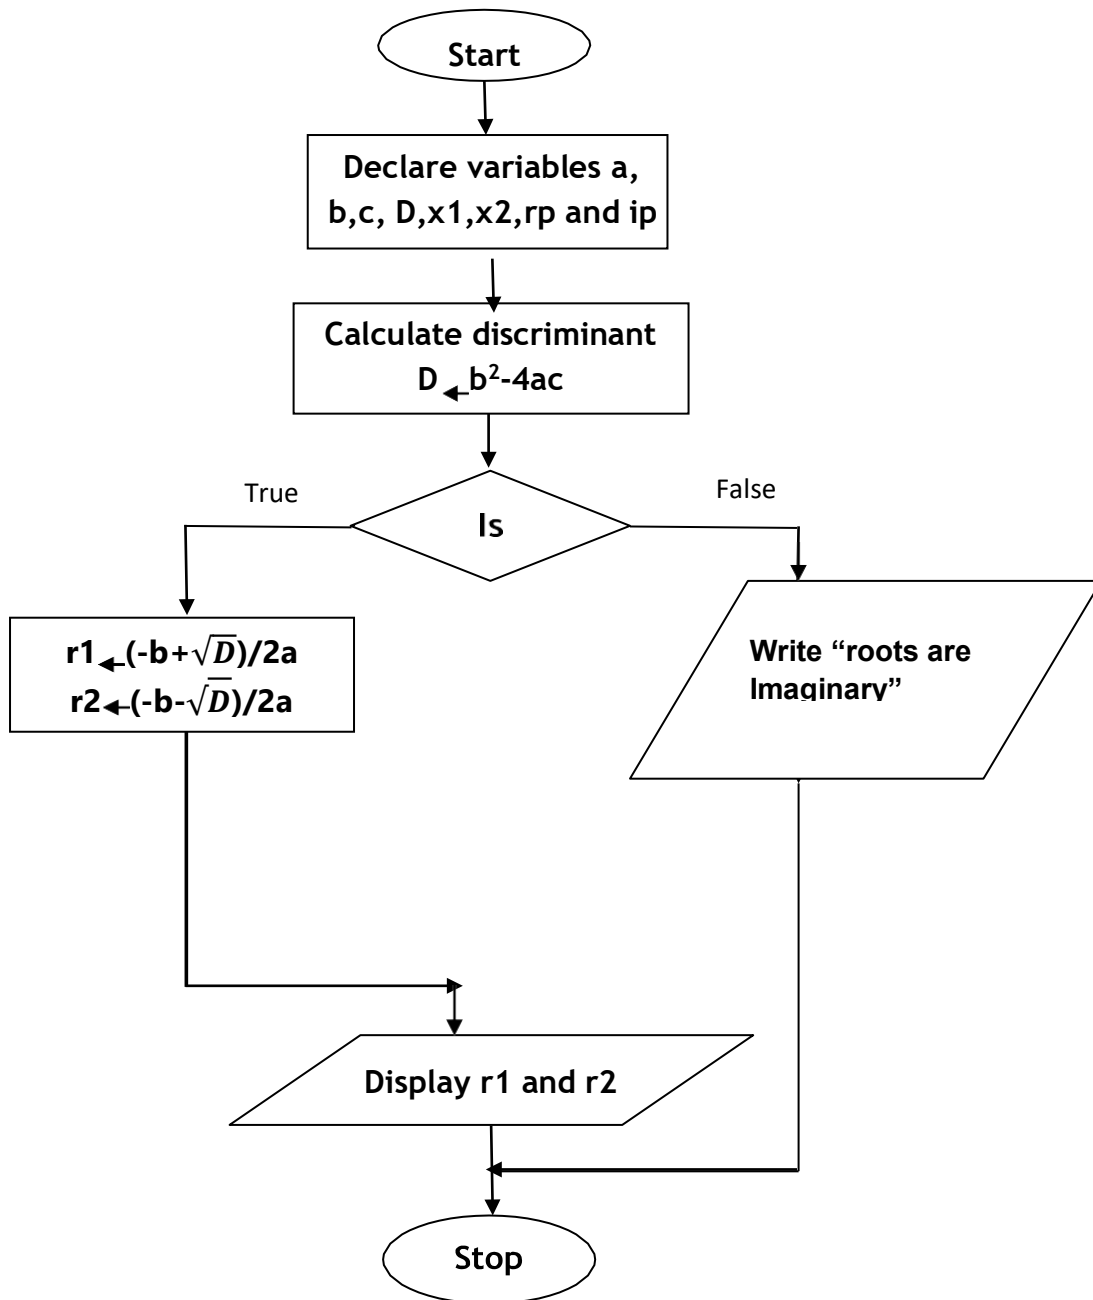 Start
Declare variables a,
b,c, D,x1,x2,rp and ip
Calculate discriminant
D ← b²-4ac
True
False
Is
r1←(-b+√D)/2a
r2←(-b-√D)/2a
Write “roots are
Imaginary”
Display r1 and r2
Stop